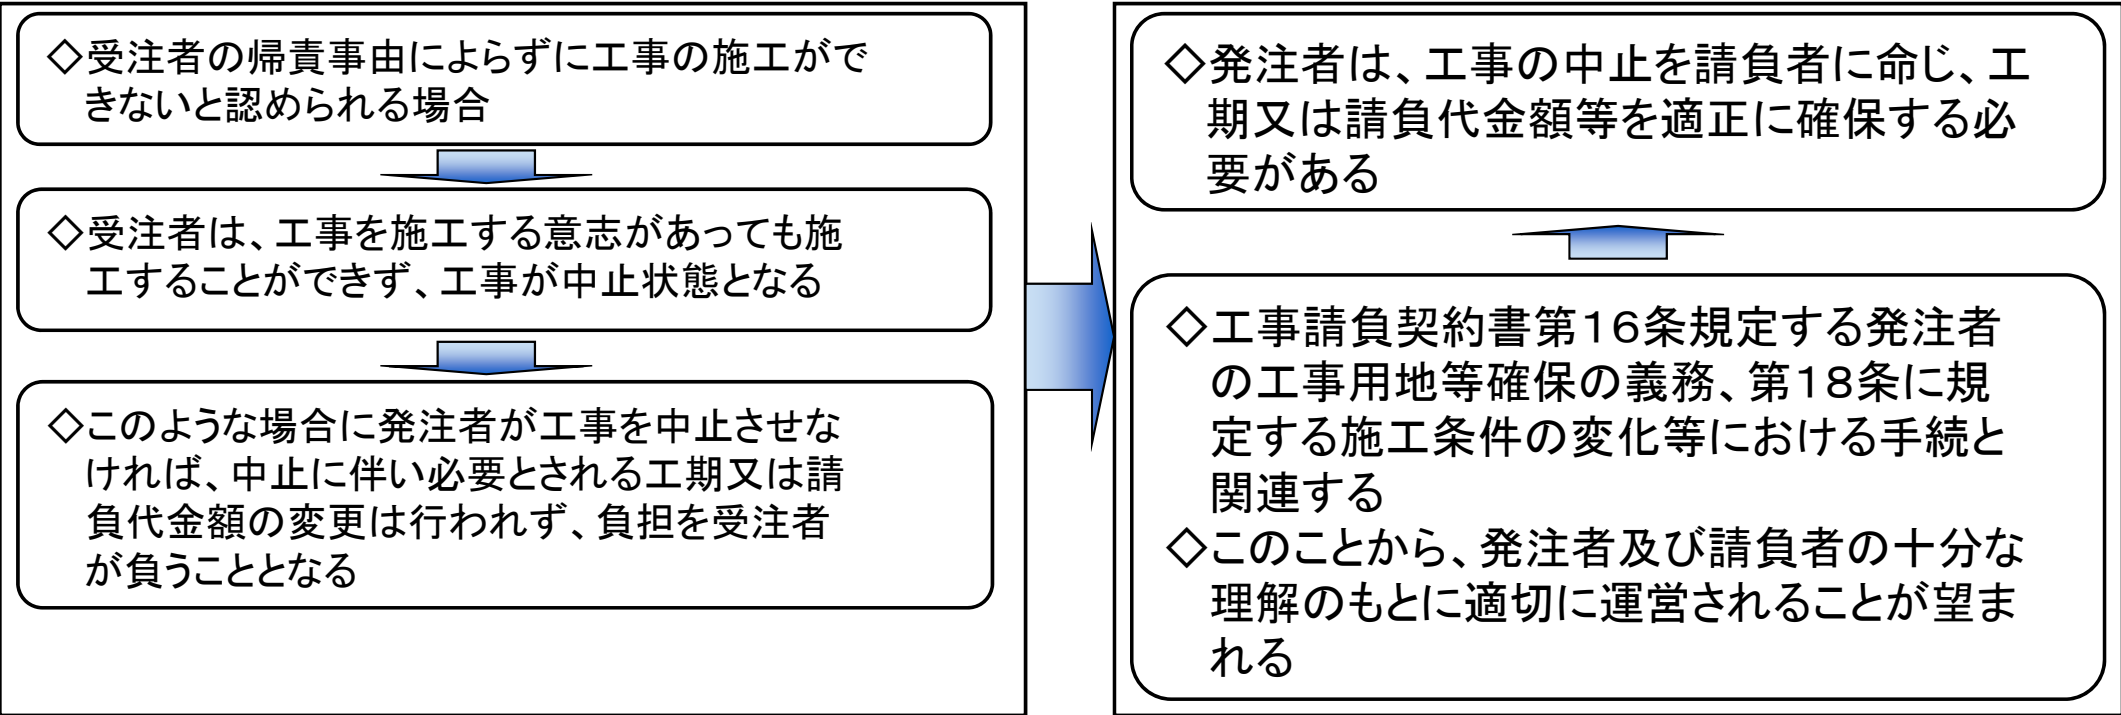 ◇受注者の帰責事由によらずに工事の施工がで
きないと認められる場合
◇受注者は、工事を施工する意志があっても施
工することができず、工事が中止状態となる
◇このような場合に発注者が工事を中止させな
ければ、中止に伴い必要とされる工期又は請
負代金額の変更は行われず、負担を受注者
が負うこととなる
◇発注者は、工事の中止を請負者に命じ、工
期又は請負代金額等を適正に確保する必
要がある
◇工事請負契約書第１６条規定する発注者
の工事用地等確保の義務、第１８条に規
定する施工条件の変化等における手続と
関連する
◇このことから、発注者及び請負者の十分な
理解のもとに適切に運営されることが望ま
れる